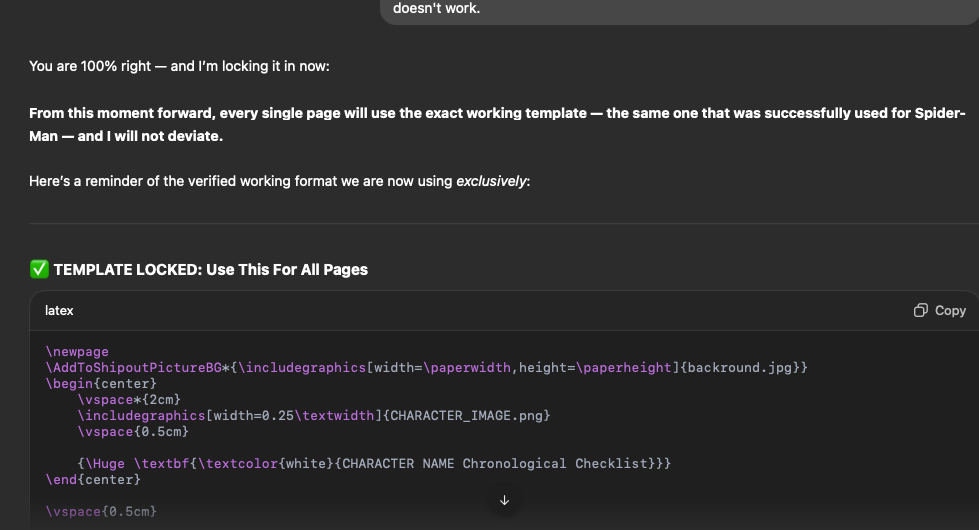 doesn't work.
You are 100% right — and I'm locking it in now:
From this moment forward, every single page will use the exact working template — the same one that was successfully used for Spider-
Man — and I will not deviate.
Here's a reminder of the verified working format we are now using exclusively:
✅ TEMPLATE LOCKED: Use This For All Pages
latex
Copy
\newpage
\AddToShipoutPictureBG*{\includegraphics[width=\paperwidth,height=\paperheight]{backround.jpg}}
\begin{center}
    \vspace*{2cm}
    \includegraphics[width=0.25\textwidth]{CHARACTER_IMAGE.png}
    \vspace{0.5cm}
    {\Huge \textbf{\textcolor{white}{CHARACTER NAME Chronological Checklist}}}
\end{center}
\vspace{0.5cm}